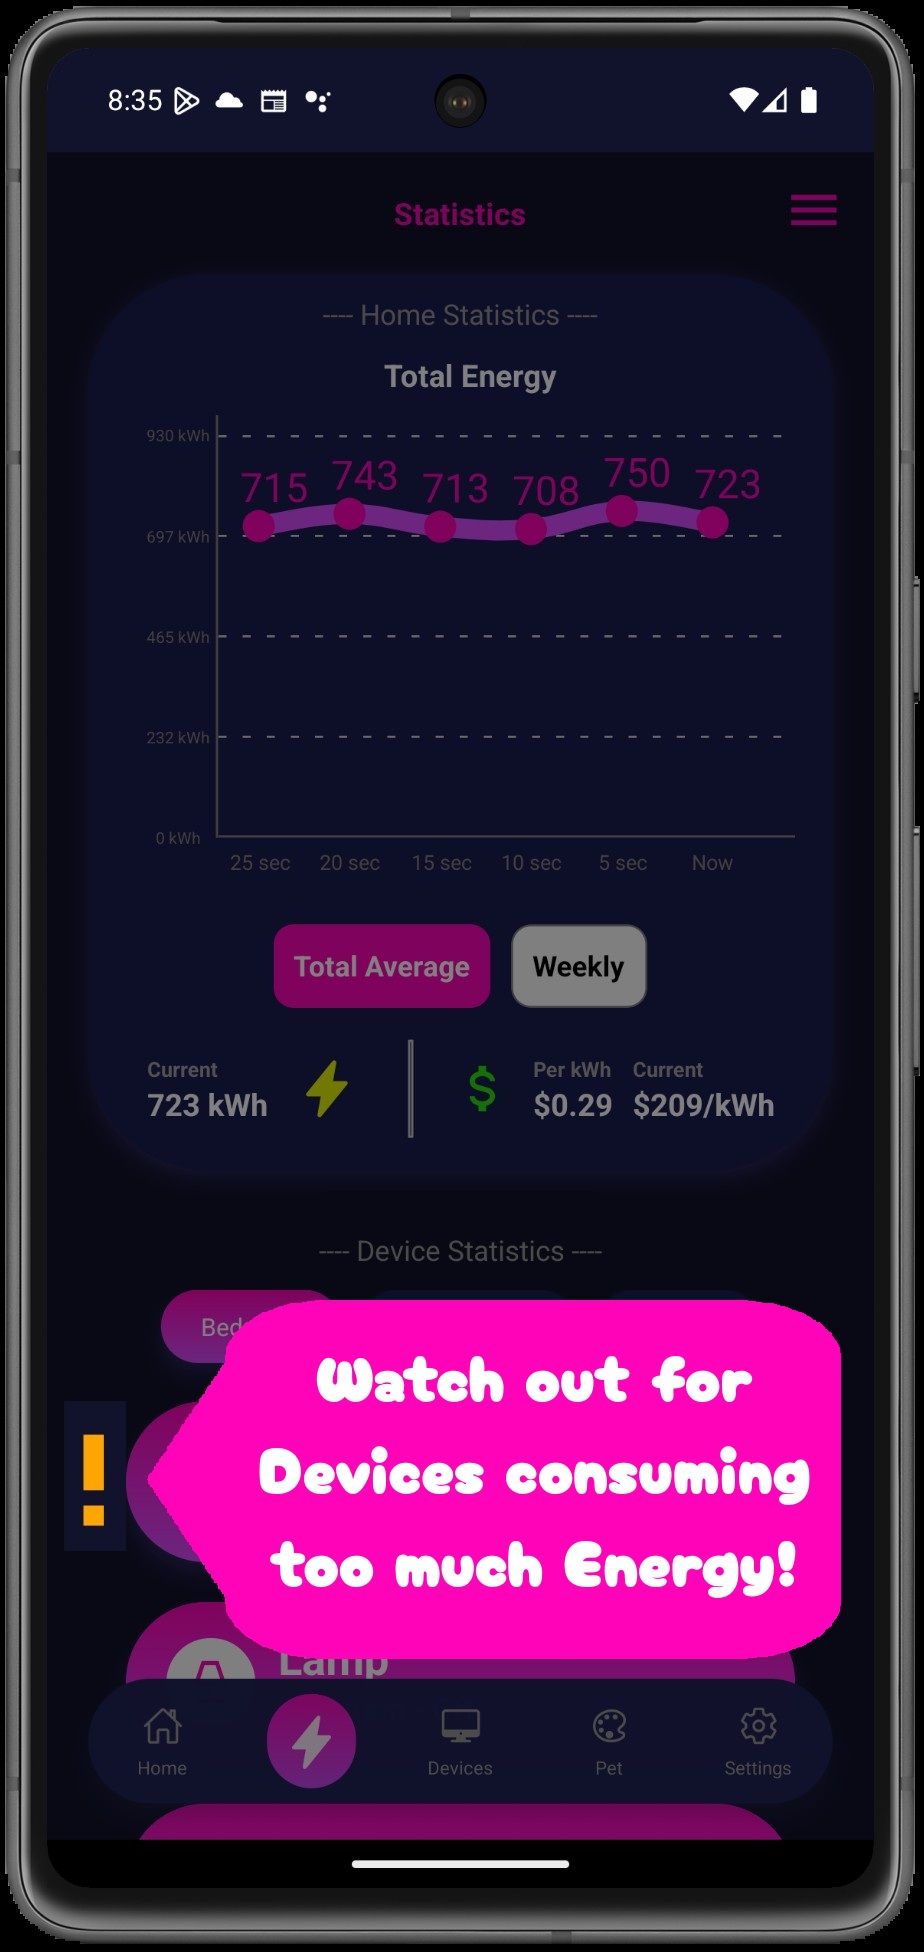 8:35
Statistics
---- Home Statistics ----
Total Energy
930 kWh
715 743 713 708 750 723
697 kWh
465 kWh
232 kWh
0 kWh
25 sec 20 sec 15 sec 10 sec 5 sec Now
Total Average Weekly
Current Per kWh Current
723 kWh $ $0.29 $209/kWh
---- Device Statistics ----
Watch out for
Devices consuming
too much Energy!
!
Lamp
Home Devices Pet Settings